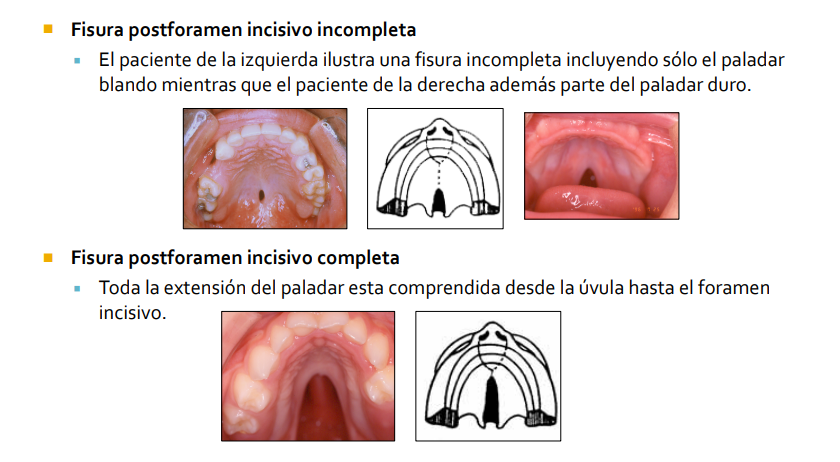 Fisura postforamen incisivo incompleta
El paciente de la izquierda ilustra una fisura incompleta incluyendo sólo el paladar
blando mientras que el paciente de la derecha además parte del paladar duro.
Fisura postforamen incisivo completa
Toda la extensión del paladar esta comprendida desde la úvula hasta el foramen
incisivo.